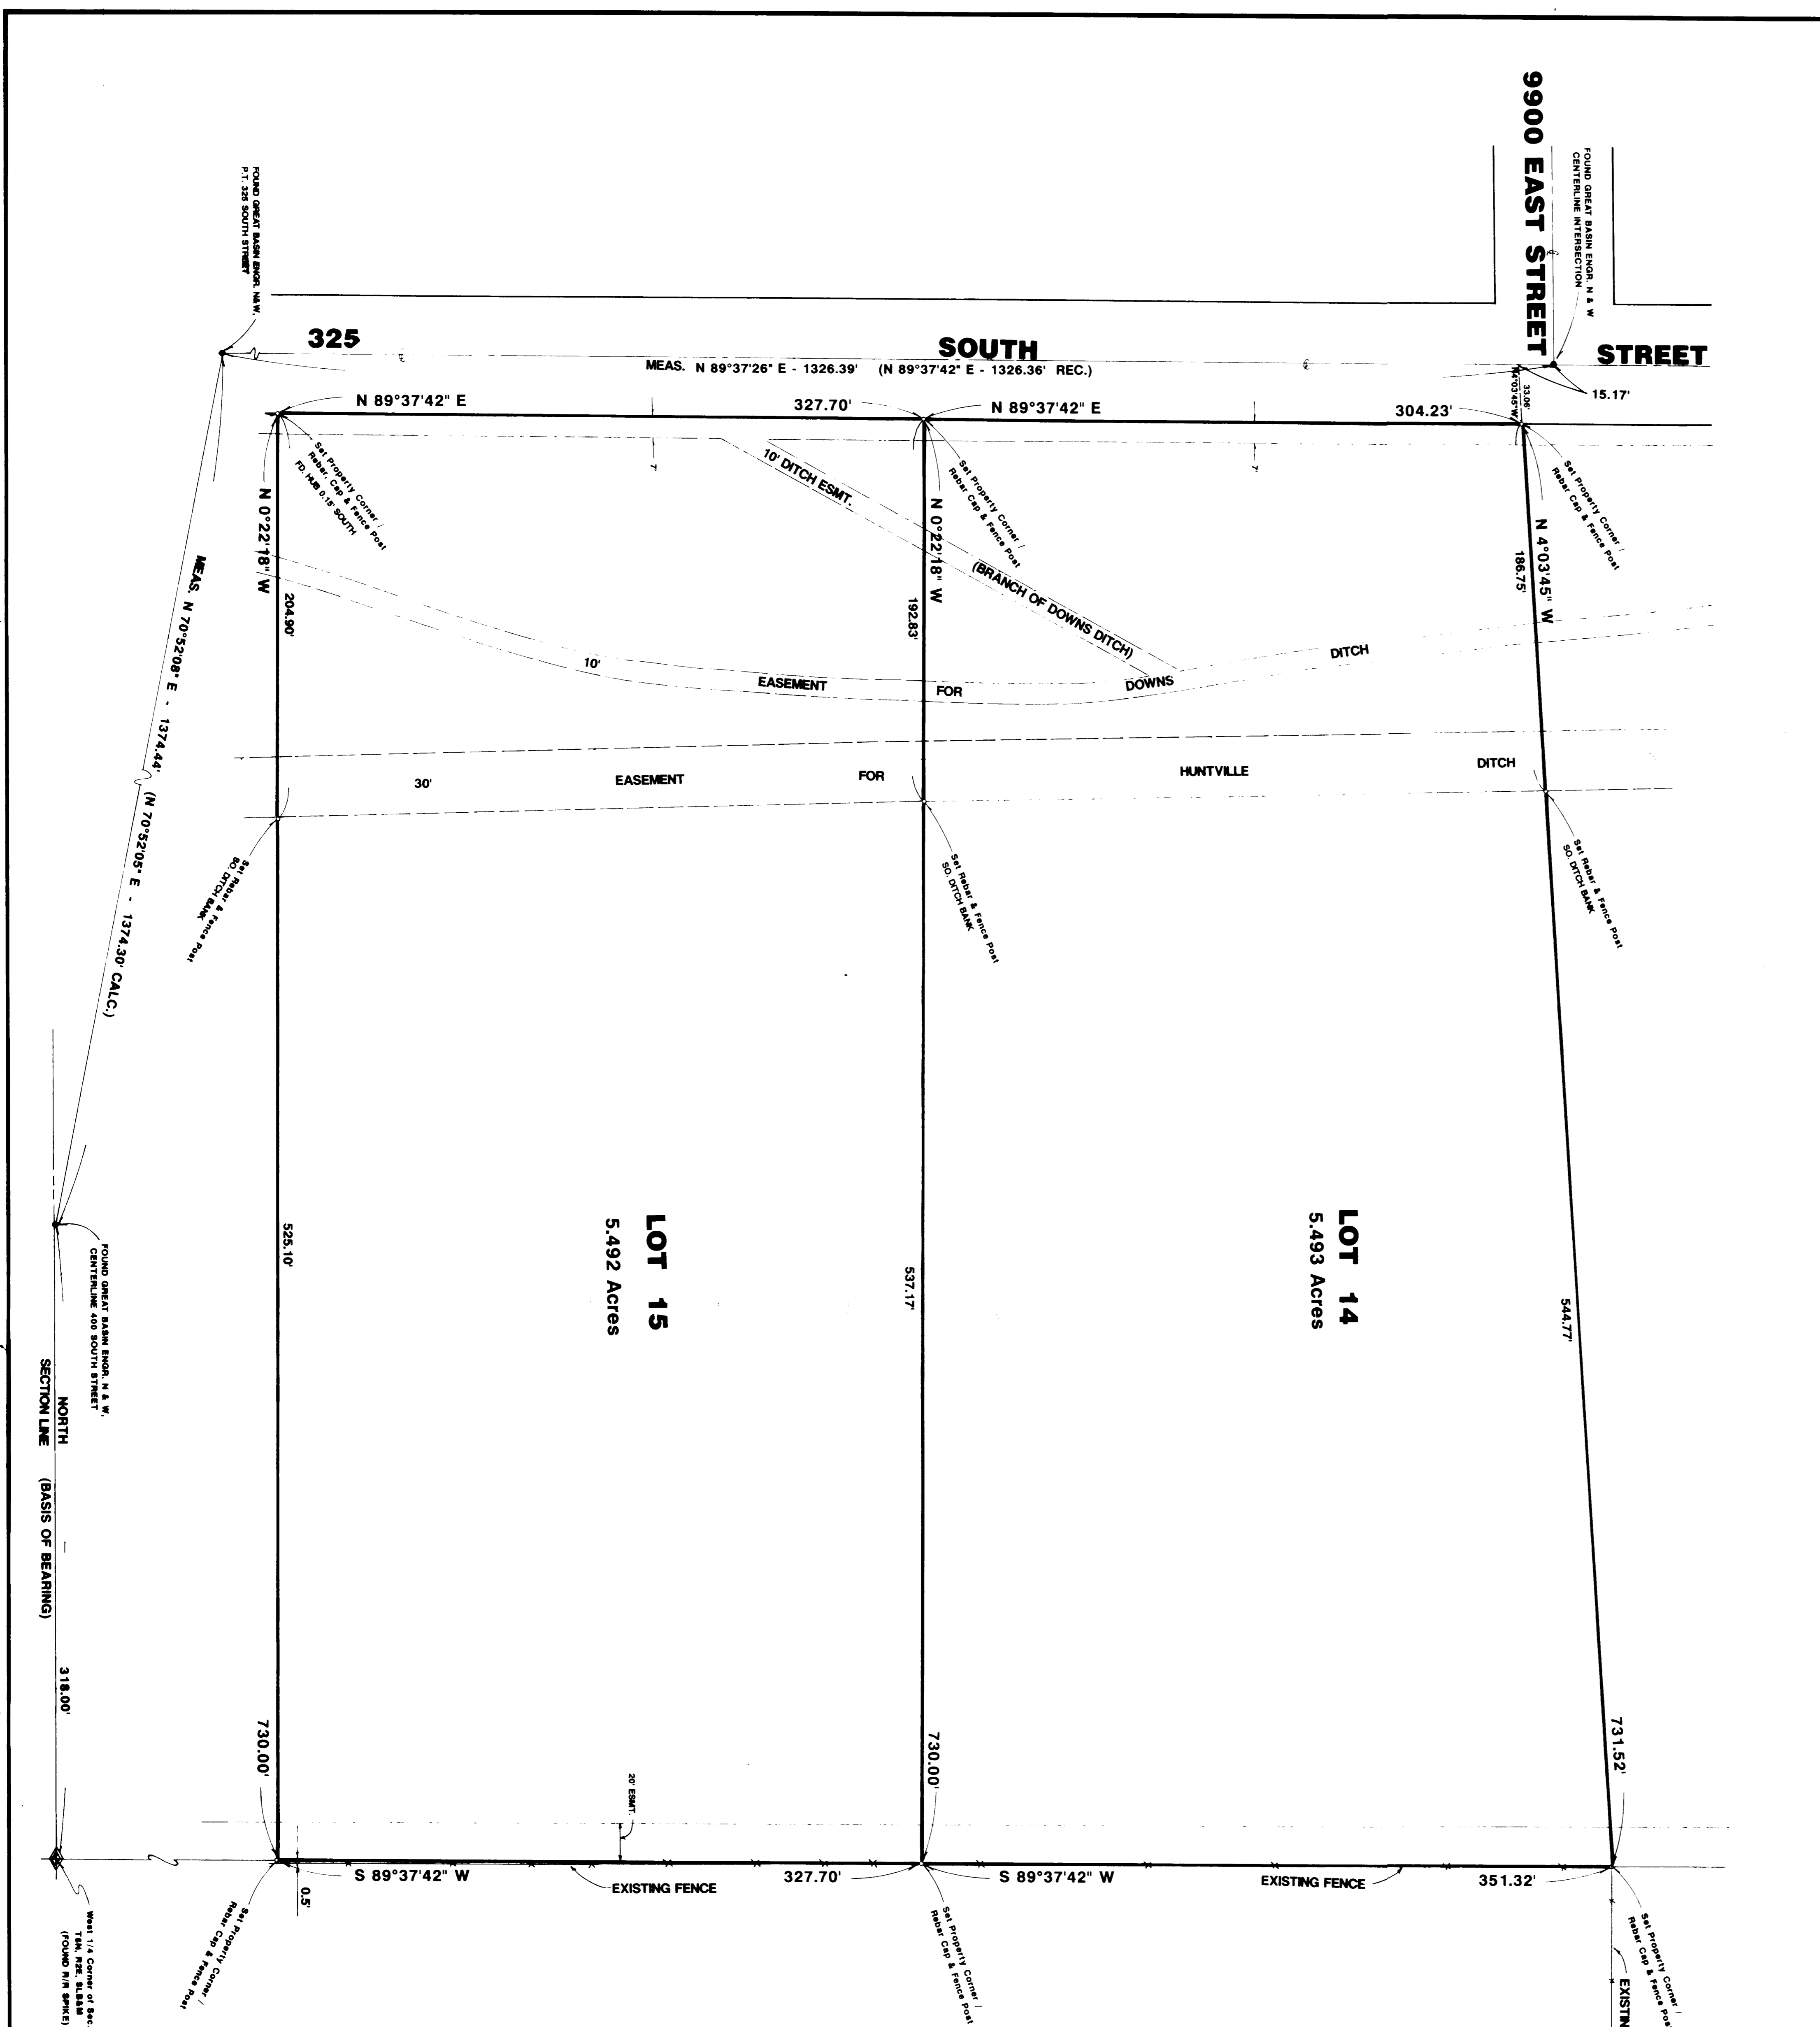 9900 EAST STREET
FOUND GREAT BASIN ENGR. N & W
CENTERLINE INTERSECTION
FOUND GREAT BASIN ENGR. N&W.
P.T. 325 SOUTH STREET
325 SOUTH STREET
MEAS. N 89°37'26" E - 1326.39' (N 89°37'42" E - 1326.36' REC.)
15.17'
33.06'
N4°03'45"W
N 89°37'42" E 327.70' N 89°37'42" E 304.23'
Set Property Corner /
Rebar, Cap & Fence Post
FD. HUB 0.15' SOUTH
7'
10' DITCH ESMT.
(BRANCH OF DOWNS DITCH)
Set Property Corner /
Rebar Cap & Fence Post
7'
Set Property Corner /
Rebar Cap & Fence Post
N 0°22'18" W
204.90'
N 0°22'18" W
192.83'
N 4°03'45" W
186.75'
10' EASEMENT FOR DOWNS DITCH
30' EASEMENT FOR HUNTVILLE DITCH
MEAS. N 70°52'08" E - 1374.44' (N 70°52'05" E - 1374.30' CALC.)
Set Rebar & Fence Post
SO. DITCH BANK
Set Rebar & Fence Post
SO. DITCH BANK
Set Rebar & Fence Post
SO. DITCH BANK
525.10'
LOT 15
5.492 Acres
537.17'
LOT 14
5.493 Acres
544.77'
FOUND GREAT BASIN ENGR. N & W.
CENTERLINE 400 SOUTH STREET
NORTH
SECTION LINE (BASIS OF BEARING)
318.00'
730.00'
730.00'
731.52'
20' ESMT.
S 89°37'42" W
EXISTING FENCE
327.70'
S 89°37'42" W
EXISTING FENCE
351.32'
0.5'
Set Property Corner /
Rebar Cap & Fence Post
Set Property Corner /
Rebar Cap & Fence Post
Set Property Corner /
Rebar Cap & Fence Post
West 1/4 Corner of Sec.
T6N, R2E, SLB&M
(FOUND R/R SPIKE)
EXISTIN